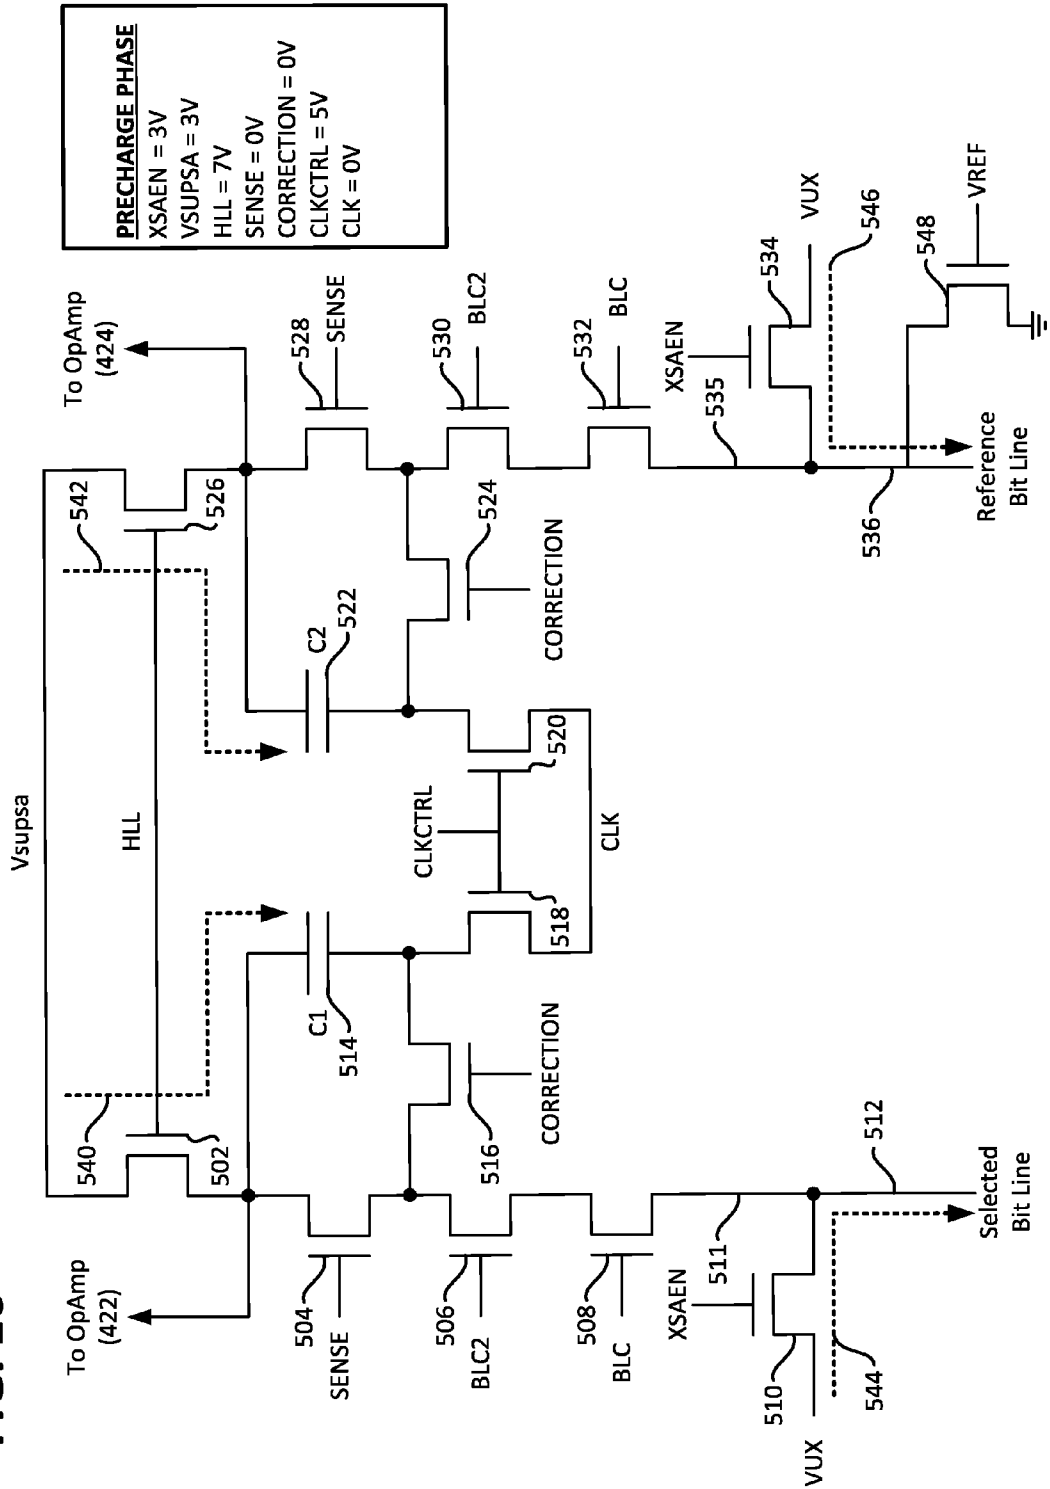 PRECHARGE PHASE
XSAEN = 3V
VSUPSA = 3V
HLL = 7V
SENSE = 0V
CORRECTION = 0V
CLKCTRL = 5V
CLK = 0V
Vsupsa
HLL
To OpAmp
(422)
To OpAmp
(424)
540
542
502
526
C1
514
C2
522
504
SENSE
528
SENSE
516
CORRECTION
524
CORRECTION
506
BLC2
530
BLC2
CLKCTRL
518
520
CLK
508
BLC
532
BLC
XSAEN
511
510
VUX
544
512
Selected
Bit Line
XSAEN
535
534
VUX
546
536
548
VREF
Reference
Bit Line